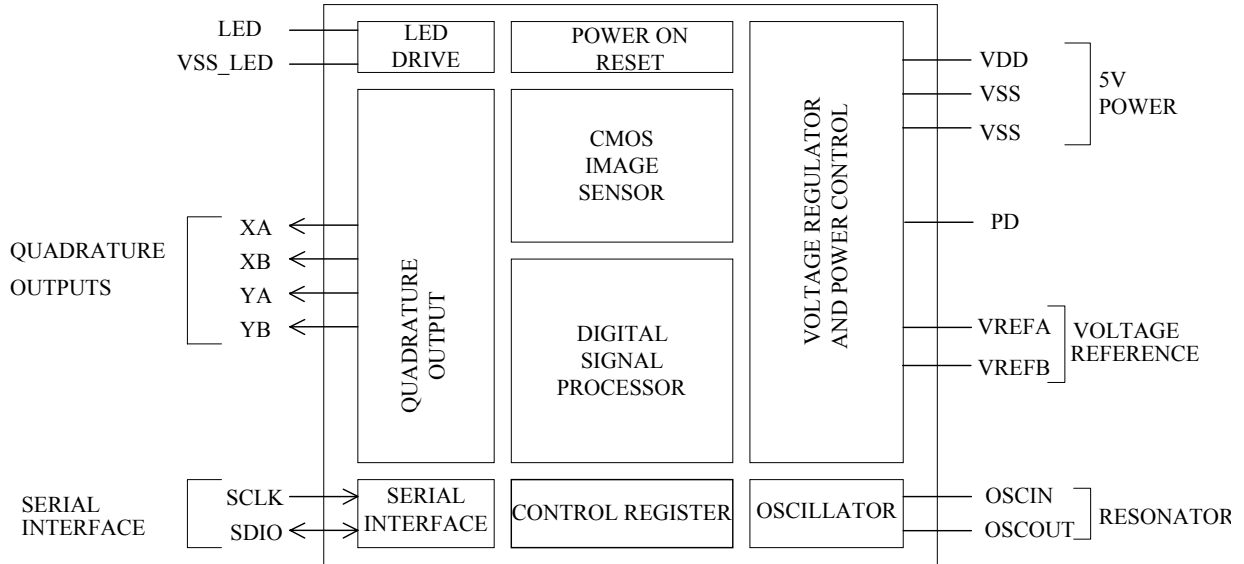 LED
VSS_LED
LED
DRIVE
POWER ON
RESET
VDD
VSS
VSS
5V
POWER
CMOS
IMAGE
SENSOR
VOLTAGE REGULATOR
AND POWER CONTROL
PD
QUADRATURE
OUTPUTS
XA
XB
YA
YB
QUADRATURE
OUTPUT
DIGITAL
SIGNAL
PROCESSOR
VREFA
VREFB
VOLTAGE
REFERENCE
SERIAL
INTERFACE
SCLK
SDIO
SERIAL
INTERFACE
CONTROL REGISTER
OSCILLATOR
OSCIN
OSCOUT
RESONATOR